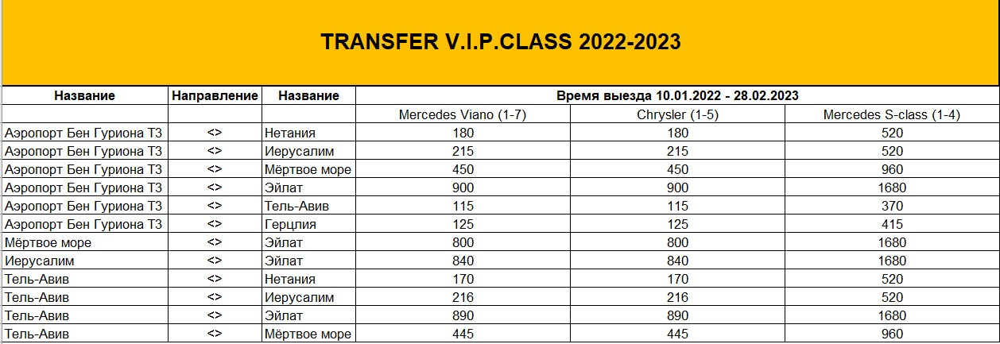 TRANSFER V.I.P.CLASS 2022-2023
Название Направление Название Время выезда 10.01.2022 - 28.02.2023
Mercedes Viano (1-7) Chrysler (1-5) Mercedes S-class (1-4)
Аэропорт Бен Гуриона Т3 <> Нетания 180 180 520
Аэропорт Бен Гуриона Т3 <> Иерусалим 215 215 520
Аэропорт Бен Гуриона Т3 <> Мёртвое море 450 450 960
Аэропорт Бен Гуриона Т3 <> Эйлат 900 900 1680
Аэропорт Бен Гуриона Т3 <> Тель-Авив 115 115 370
Аэропорт Бен Гуриона Т3 <> Герцлия 125 125 415
Мёртвое море <> Эйлат 800 800 1680
Иерусалим <> Эйлат 840 840 1680
Тель-Авив <> Нетания 170 170 520
Тель-Авив <> Иерусалим 216 216 520
Тель-Авив <> Эйлат 890 890 1680
Тель-Авив <> Мёртвое море 445 445 960